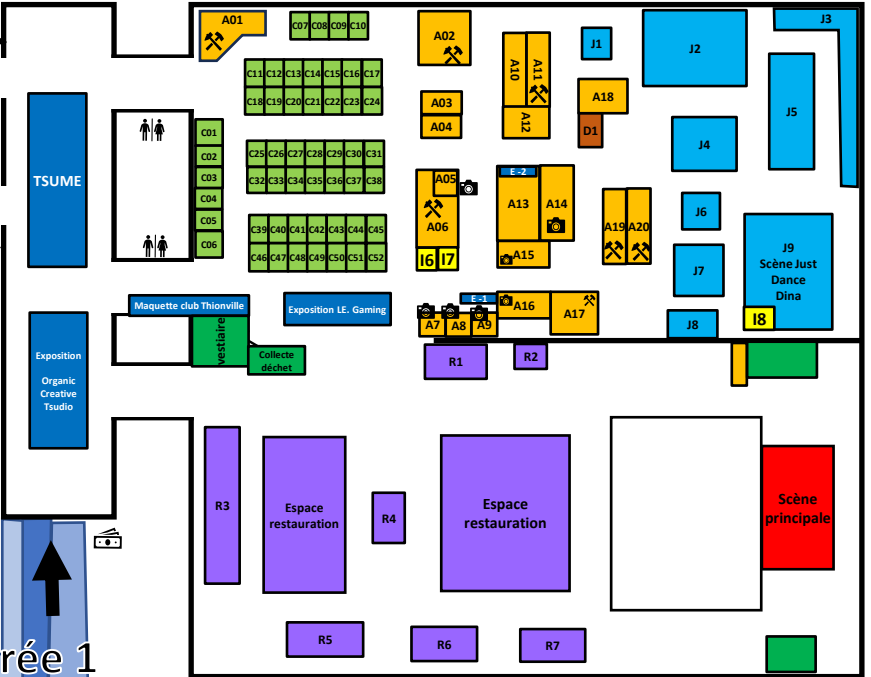 A01
C07 C08 C09 C10
A02
J1
J2
J3
A10
A11
A12
C11 C12 C13 C14 C15 C16 C17
C18 C19 C20 C21 C22 C23 C24
A03
A04
A18
D1
J5
J4
C01
C02
C03
C04
C05
C06
TSUME
C25 C26 C27 C28 C29 C30 C31
C32 C33 C34 C35 C36 C37 C38
A05
A06
I6 I7
E -2
A13
A14
A15
A19
A20
J6
J7
J8
J9
Scène Just
Dance
Dina
I8
C39 C40 C41 C42 C43 C44 C45
C46 C47 C48 C49 C50 C51 C52
Maquette club Thionville
Exposition LE. Gaming
E -1
A16
A17
A7
A8
A9
vestiaire
Collecte
déchet
R1
R2
Exposition
Organic
Creative
Tsudio
R3
Espace
restauration
R4
Espace
restauration
Scène
principale
R5
R6
R7
rée 1